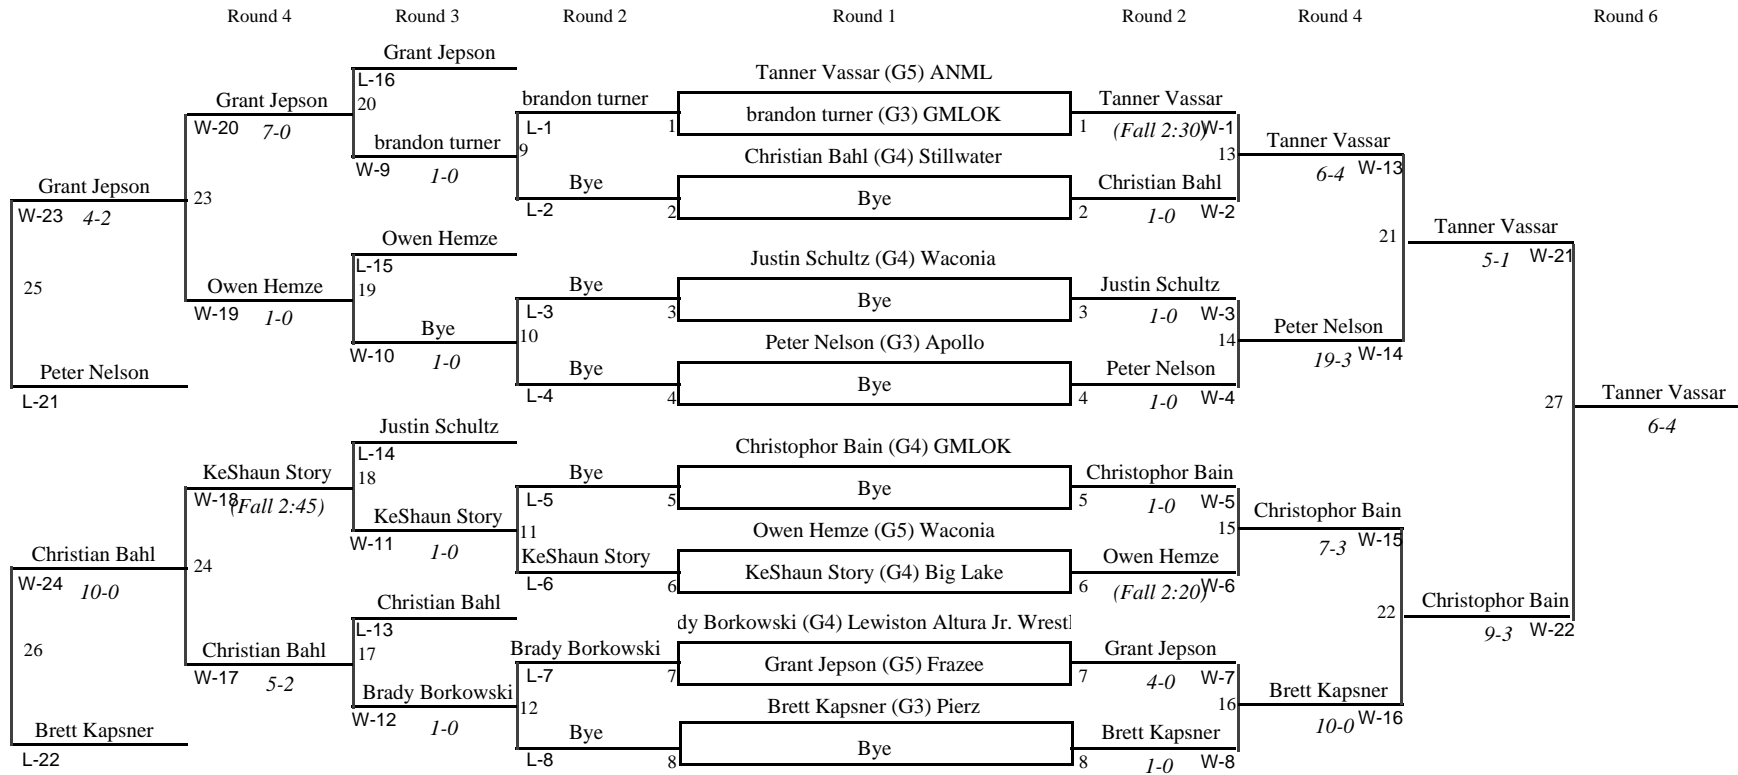 Round 4 Round 3 Round 2 Round 1 Round 2 Round 4 Round 6
Grant Jepson
L-16
20
Grant Jepson
W-20 7-0
brandon turner
W-9 1-0
brandon turner
L-1
9
Bye
L-2
Grant Jepson
W-23 4-2
23
25
Owen Hemze
L-15
19
Owen Hemze
W-19 1-0
Bye
W-10 1-0
Bye
L-3
10
Bye
L-4
Peter Nelson
L-21
Justin Schultz
L-14
18
KeShaun Story
W-18 (Fall 2:45)
KeShaun Story
W-11 1-0
Bye
L-5
11
KeShaun Story
L-6
Christian Bahl
W-24 10-0
24
26
Christian Bahl
L-13
17
Christian Bahl
W-17 5-2
Brady Borkowski
W-12 1-0
Brady Borkowski
L-7
12
Bye
L-8
Brett Kapsner
L-22
Tanner Vassar (G5) ANML
1 brandon turner (G3) GMLOK 1
Christian Bahl (G4) Stillwater
2 Bye 2
Justin Schultz (G4) Waconia
3 Bye 3
Peter Nelson (G3) Apollo
4 Bye 4
Christophor Bain (G4) GMLOK
5 Bye 5
Owen Hemze (G5) Waconia
6 KeShaun Story (G4) Big Lake 6
dy Borkowski (G4) Lewiston Altura Jr. Wrestl
7 Grant Jepson (G5) Frazee 7
Brett Kapsner (G3) Pierz
8 Bye 8
Tanner Vassar
(Fall 2:30) W-1
13
Christian Bahl
1-0 W-2
Tanner Vassar
6-4 W-13
Justin Schultz
1-0 W-3
14
Peter Nelson
1-0 W-4
Peter Nelson
19-3 W-14
21
Tanner Vassar
5-1 W-21
Christophor Bain
1-0 W-5
15
Owen Hemze
(Fall 2:20) W-6
Christophor Bain
7-3 W-15
Grant Jepson
4-0 W-7
16
Brett Kapsner
1-0 W-8
Brett Kapsner
10-0 W-16
22
Christophor Bain
9-3 W-22
27
Tanner Vassar
6-4